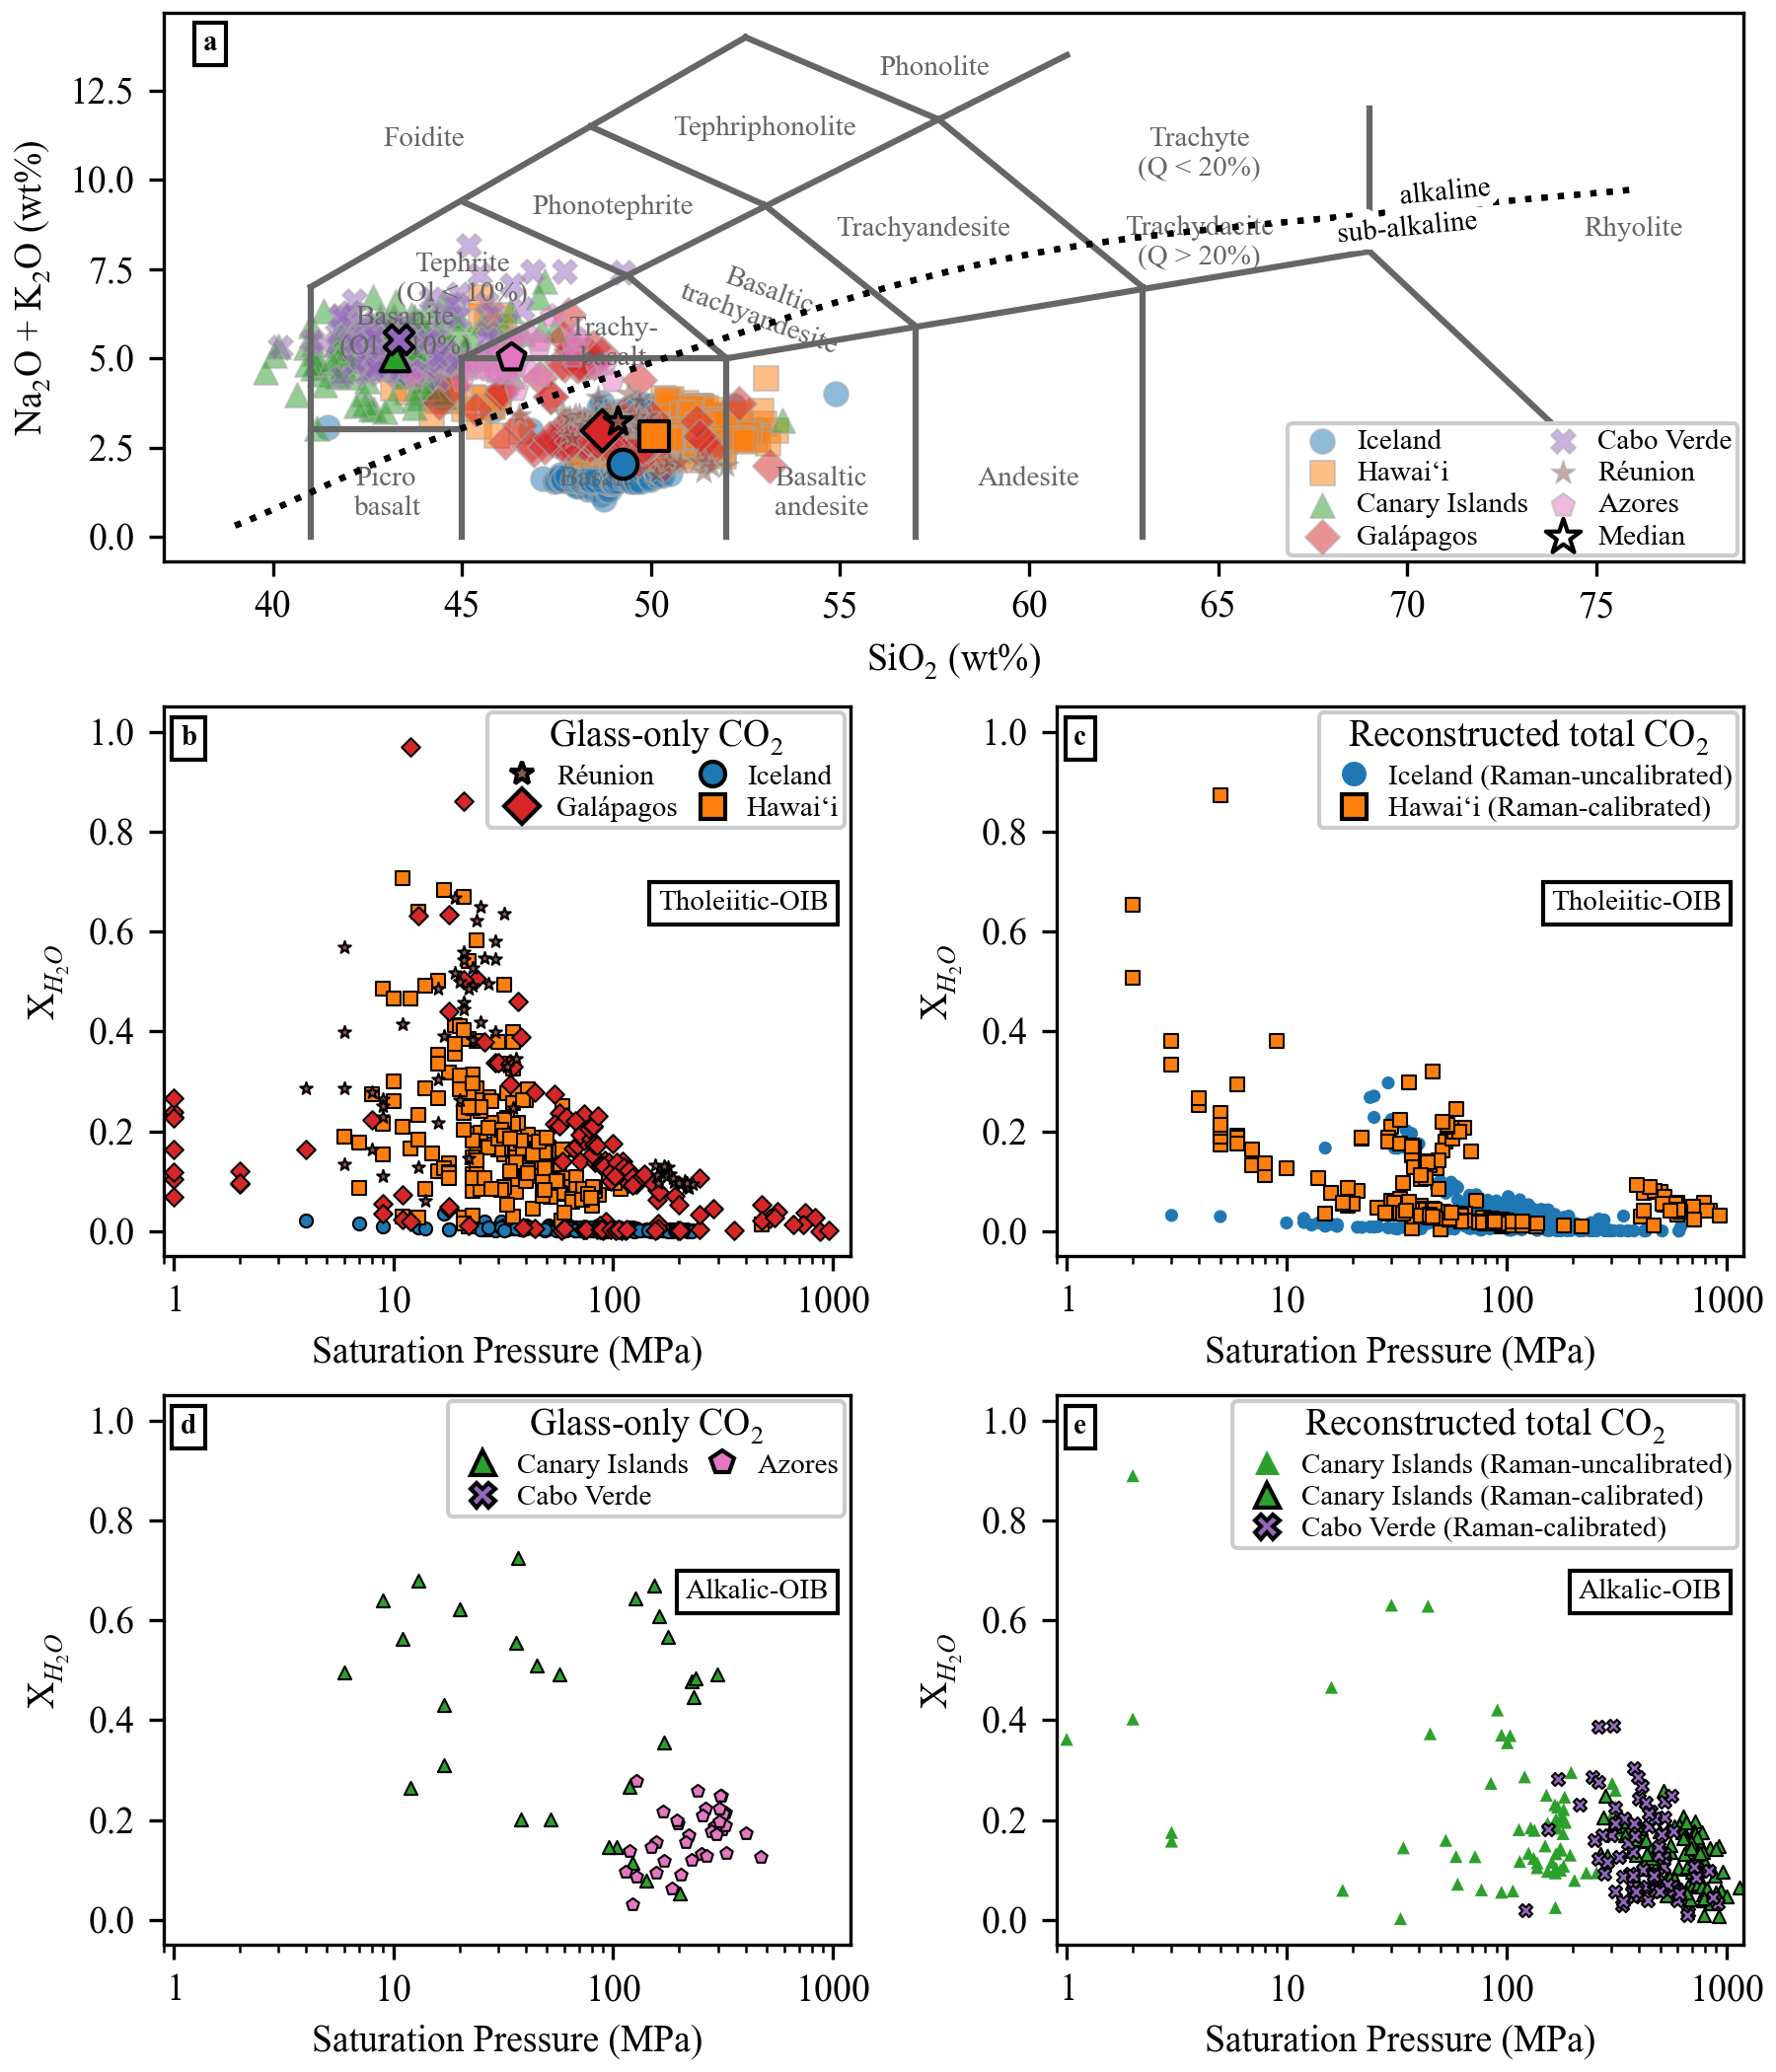 a
Na₂O + K₂O (wt%)
12.5
10.0
7.5
5.0
2.5
0.0
Phonolite
Foidite
Tephriphonolite
Trachyte
(Q < 20%)
alkaline
sub-alkaline
Phonotephrite
Trachyandesite
Trachydacite
(Q > 20%)
Rhyolite
Tephrite
(Ol < 10%)
Basaltic
trachyandesite
Basanite
Trachy-
basalt
Picro
basalt
Basaltic
andesite
Andesite
Iceland
Hawaiʻi
Canary Islands
Galápagos
Cabo Verde
Réunion
Azores
Median
40 45 50 55 60 65 70 75
SiO₂ (wt%)
b
Glass-only CO₂
Réunion
Galápagos
Iceland
Hawaiʻi
Tholeiitic-OIB
X_H₂O
1.0
0.8
0.6
0.4
0.2
0.0
1 10 100 1000
Saturation Pressure (MPa)
c
Reconstructed total CO₂
Iceland (Raman-uncalibrated)
Hawaiʻi (Raman-calibrated)
Tholeiitic-OIB
X_H₂O
1.0
0.8
0.6
0.4
0.2
0.0
1 10 100 1000
Saturation Pressure (MPa)
d
Glass-only CO₂
Canary Islands
Cabo Verde
Azores
Alkalic-OIB
X_H₂O
1.0
0.8
0.6
0.4
0.2
0.0
1 10 100 1000
Saturation Pressure (MPa)
e
Reconstructed total CO₂
Canary Islands (Raman-uncalibrated)
Canary Islands (Raman-calibrated)
Cabo Verde (Raman-calibrated)
Alkalic-OIB
X_H₂O
1.0
0.8
0.6
0.4
0.2
0.0
1 10 100 1000
Saturation Pressure (MPa)